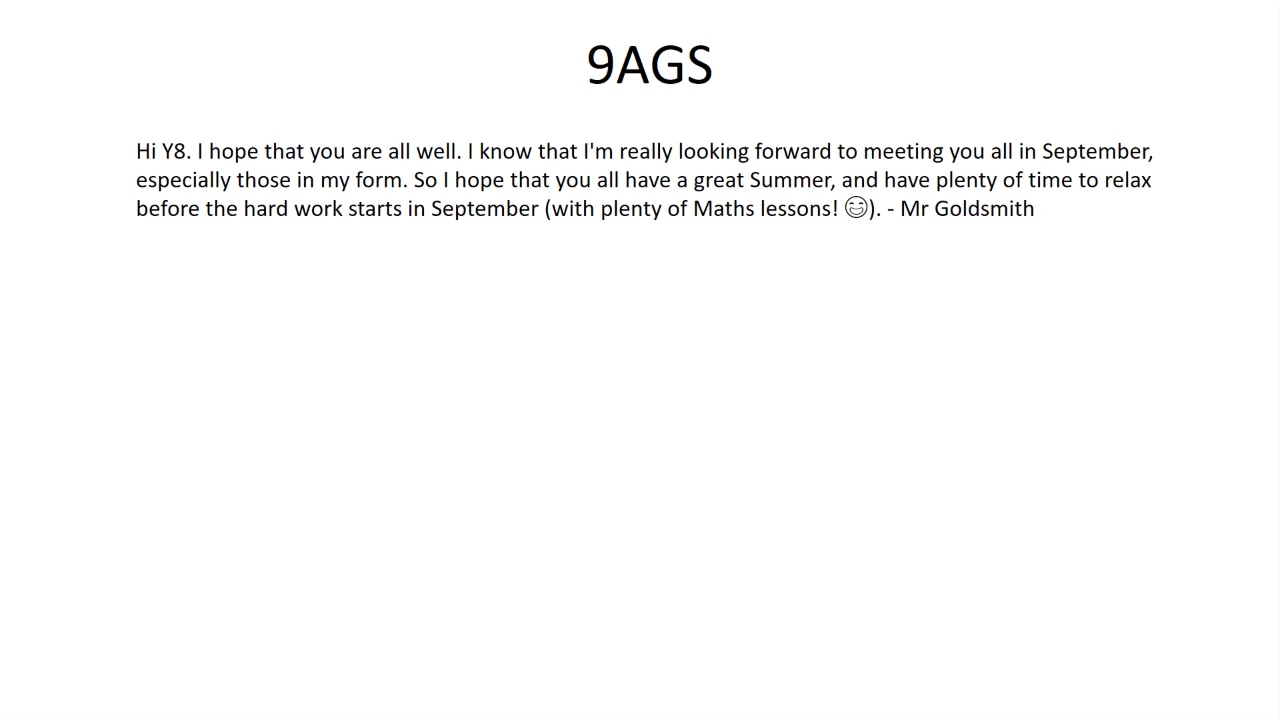 9AGS
Hi Y8. I hope that you are all well. I know that I'm really looking forward to meeting you all in September,
especially those in my form. So I hope that you all have a great Summer, and have plenty of time to relax
before the hard work starts in September (with plenty of Maths lessons! 😊). - Mr Goldsmith